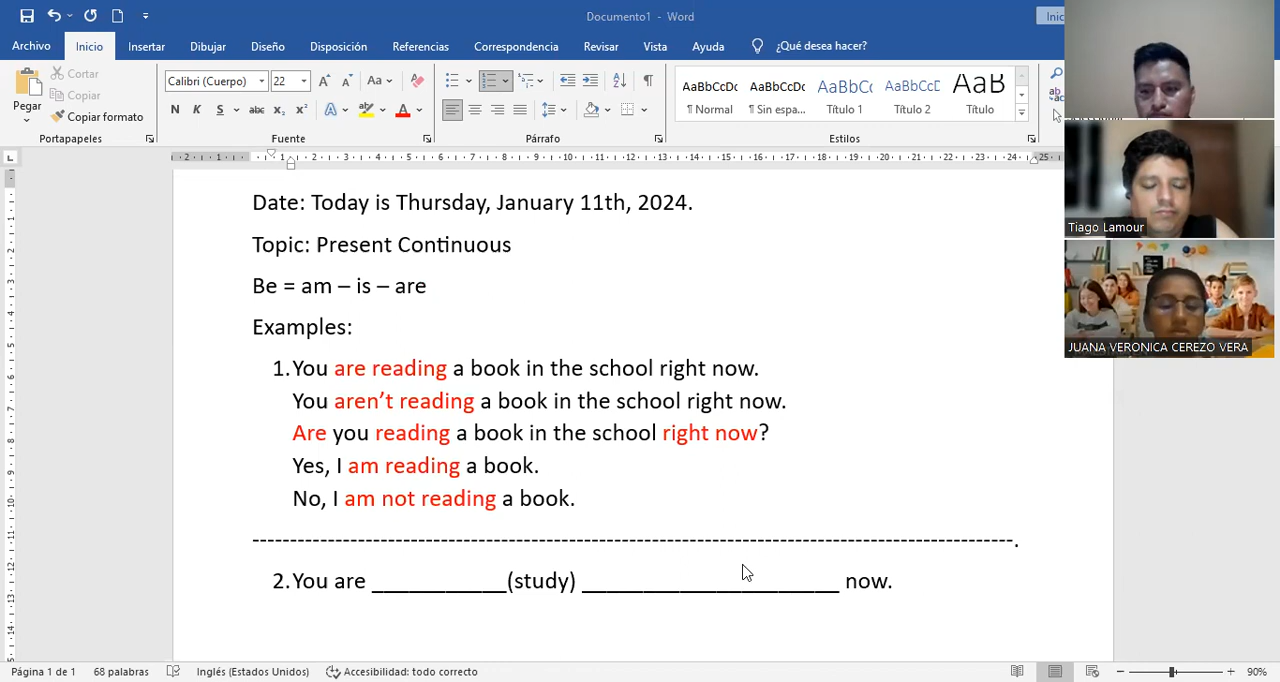 Documento1 - Word
Inic
Archivo Inicio Insertar Dibujar Diseño Disposición Referencias Correspondencia Revisar Vista Ayuda ¿Qué desea hacer?
Pegar
Cortar
Copiar
Copiar formato
Portapapeles
Calibri (Cuerpo) 22
Fuente
Párrafo
AaBbCcDc ¶ Normal
AaBbCcDc ¶ Sin espa...
AaBbCc Título 1
AaBbCcD Título 2
AaB Título
Estilos
Date: Today is Thursday, January 11th, 2024.
Topic: Present Continuous
Be = am – is – are
Examples:
1. You are reading a book in the school right now.
You aren’t reading a book in the school right now.
Are you reading a book in the school right now?
Yes, I am reading a book.
No, I am not reading a book.
2. You are ___________(study) _____________________ now.
Tiago Lamour
JUANA VERONICA CEREZO VERA
Página 1 de 1 68 palabras Inglés (Estados Unidos) Accesibilidad: todo correcto 90%